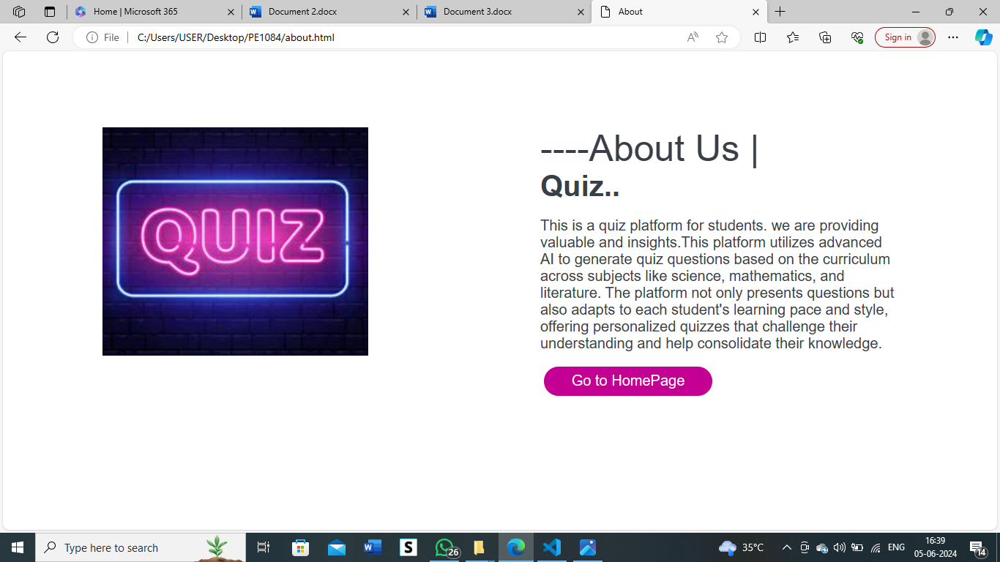 Home | Microsoft 365
Document 2.docx
Document 3.docx
About
File
C:/Users/USER/Desktop/PE1084/about.html
Sign in
QUIZ
----About Us |
Quiz..
This is a quiz platform for students. we are providing
valuable and insights.This platform utilizes advanced
AI to generate quiz questions based on the curriculum
across subjects like science, mathematics, and
literature. The platform not only presents questions but
also adapts to each student's learning pace and style,
offering personalized quizzes that challenge their
understanding and help consolidate their knowledge.
Go to HomePage
Type here to search
S
26
35°C
ENG
16:39
05-06-2024
14